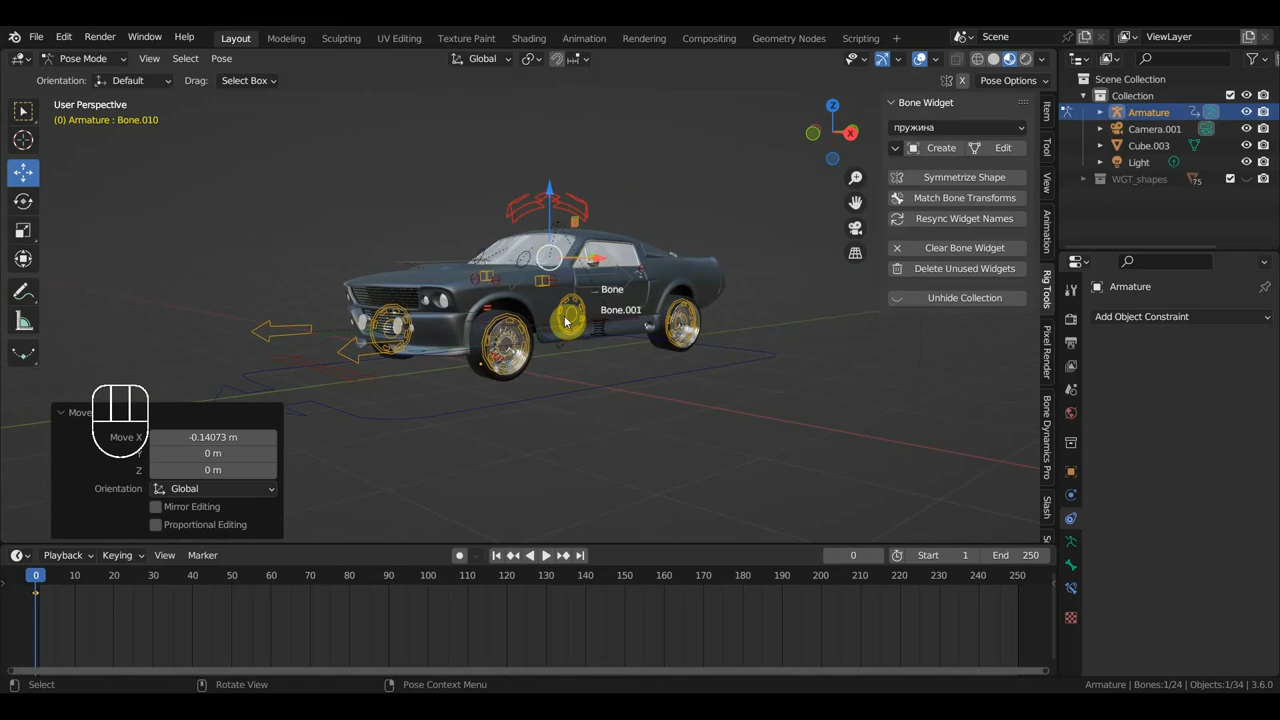 File Edit Render Window Help Layout Modeling Sculpting UV Editing Texture Paint Shading Animation Rendering Compositing Geometry Nodes Scripting + Scene ViewLayer
Pose Mode View Select Pose Global
Orientation: Default Drag: Select Box X Pose Options
User Perspective
(0) Armature : Bone.010
Z
X
Bone
Bone.001
Move
Move X -0.14073 m
Y 0 m
Z 0 m
Orientation Global
Mirror Editing
Proportional Editing
Bone Widget
пружина
Create Edit
Symmetrize Shape
Match Bone Transforms
Resync Widget Names
Clear Bone Widget
Delete Unused Widgets
Unhide Collection
Item
Tool
View
Animation
Rig Tools
Pixel Render
Bone Dynamics Pro
Slash
Scene Collection
Collection
Armature
Camera.001
Cube.003
Light
WGT_shapes 75
Armature
Add Object Constraint
Playback Keying View Marker 0 Start 1 End 250
0 10 20 30 40 50 60 70 80 90 100 110 120 130 140 150 160 170 180 190 200 210 220 230 240 250
Select Rotate View Pose Context Menu Armature | Bones:1/24 | Objects:1/34 | 3.6.0